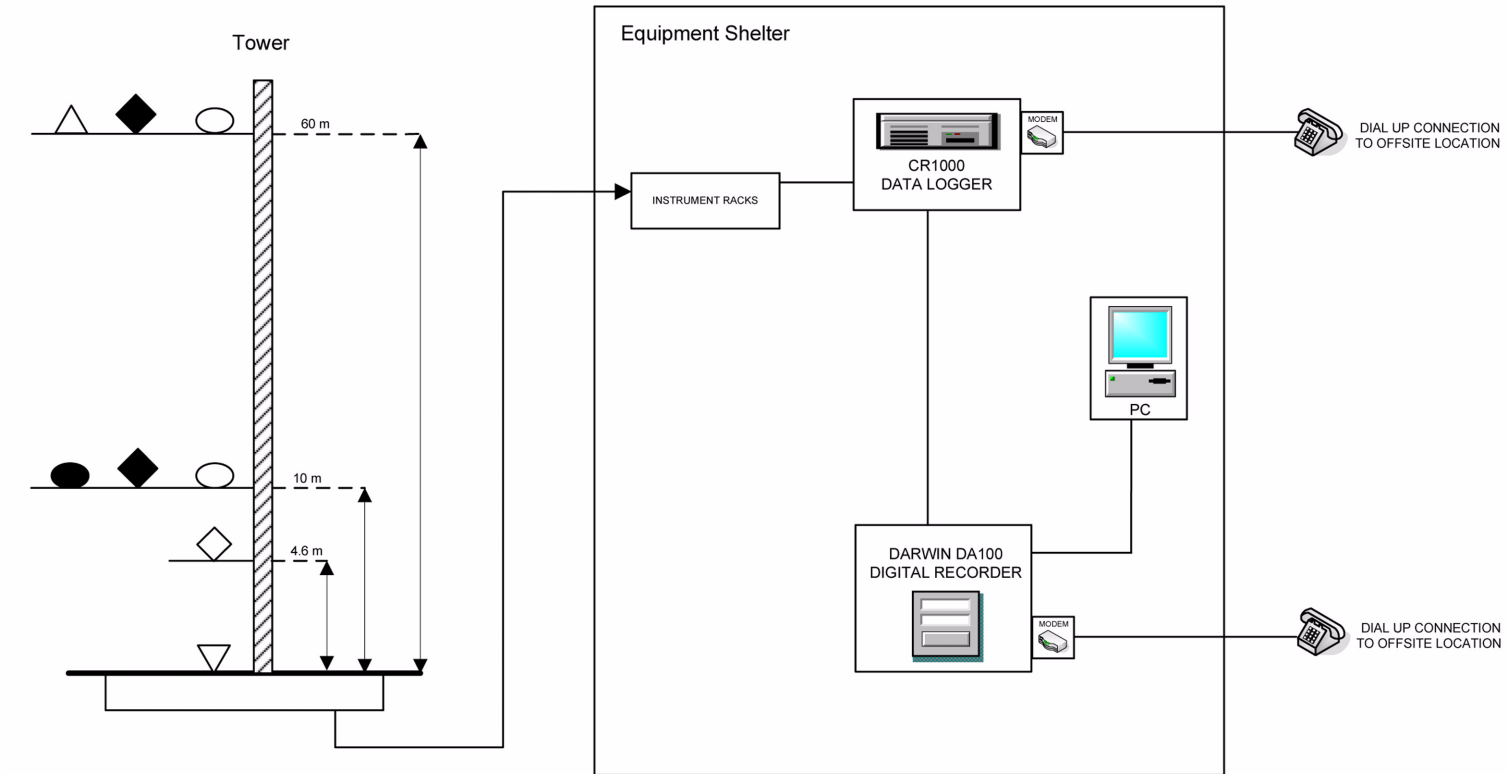 Tower
60 m
10 m
4.6 m
Equipment Shelter
INSTRUMENT RACKS
CR1000
DATA LOGGER
MODEM
DIAL UP CONNECTION
TO OFFSITE LOCATION
PC
DARWIN DA100
DIGITAL RECORDER
MODEM
DIAL UP CONNECTION
TO OFFSITE LOCATION